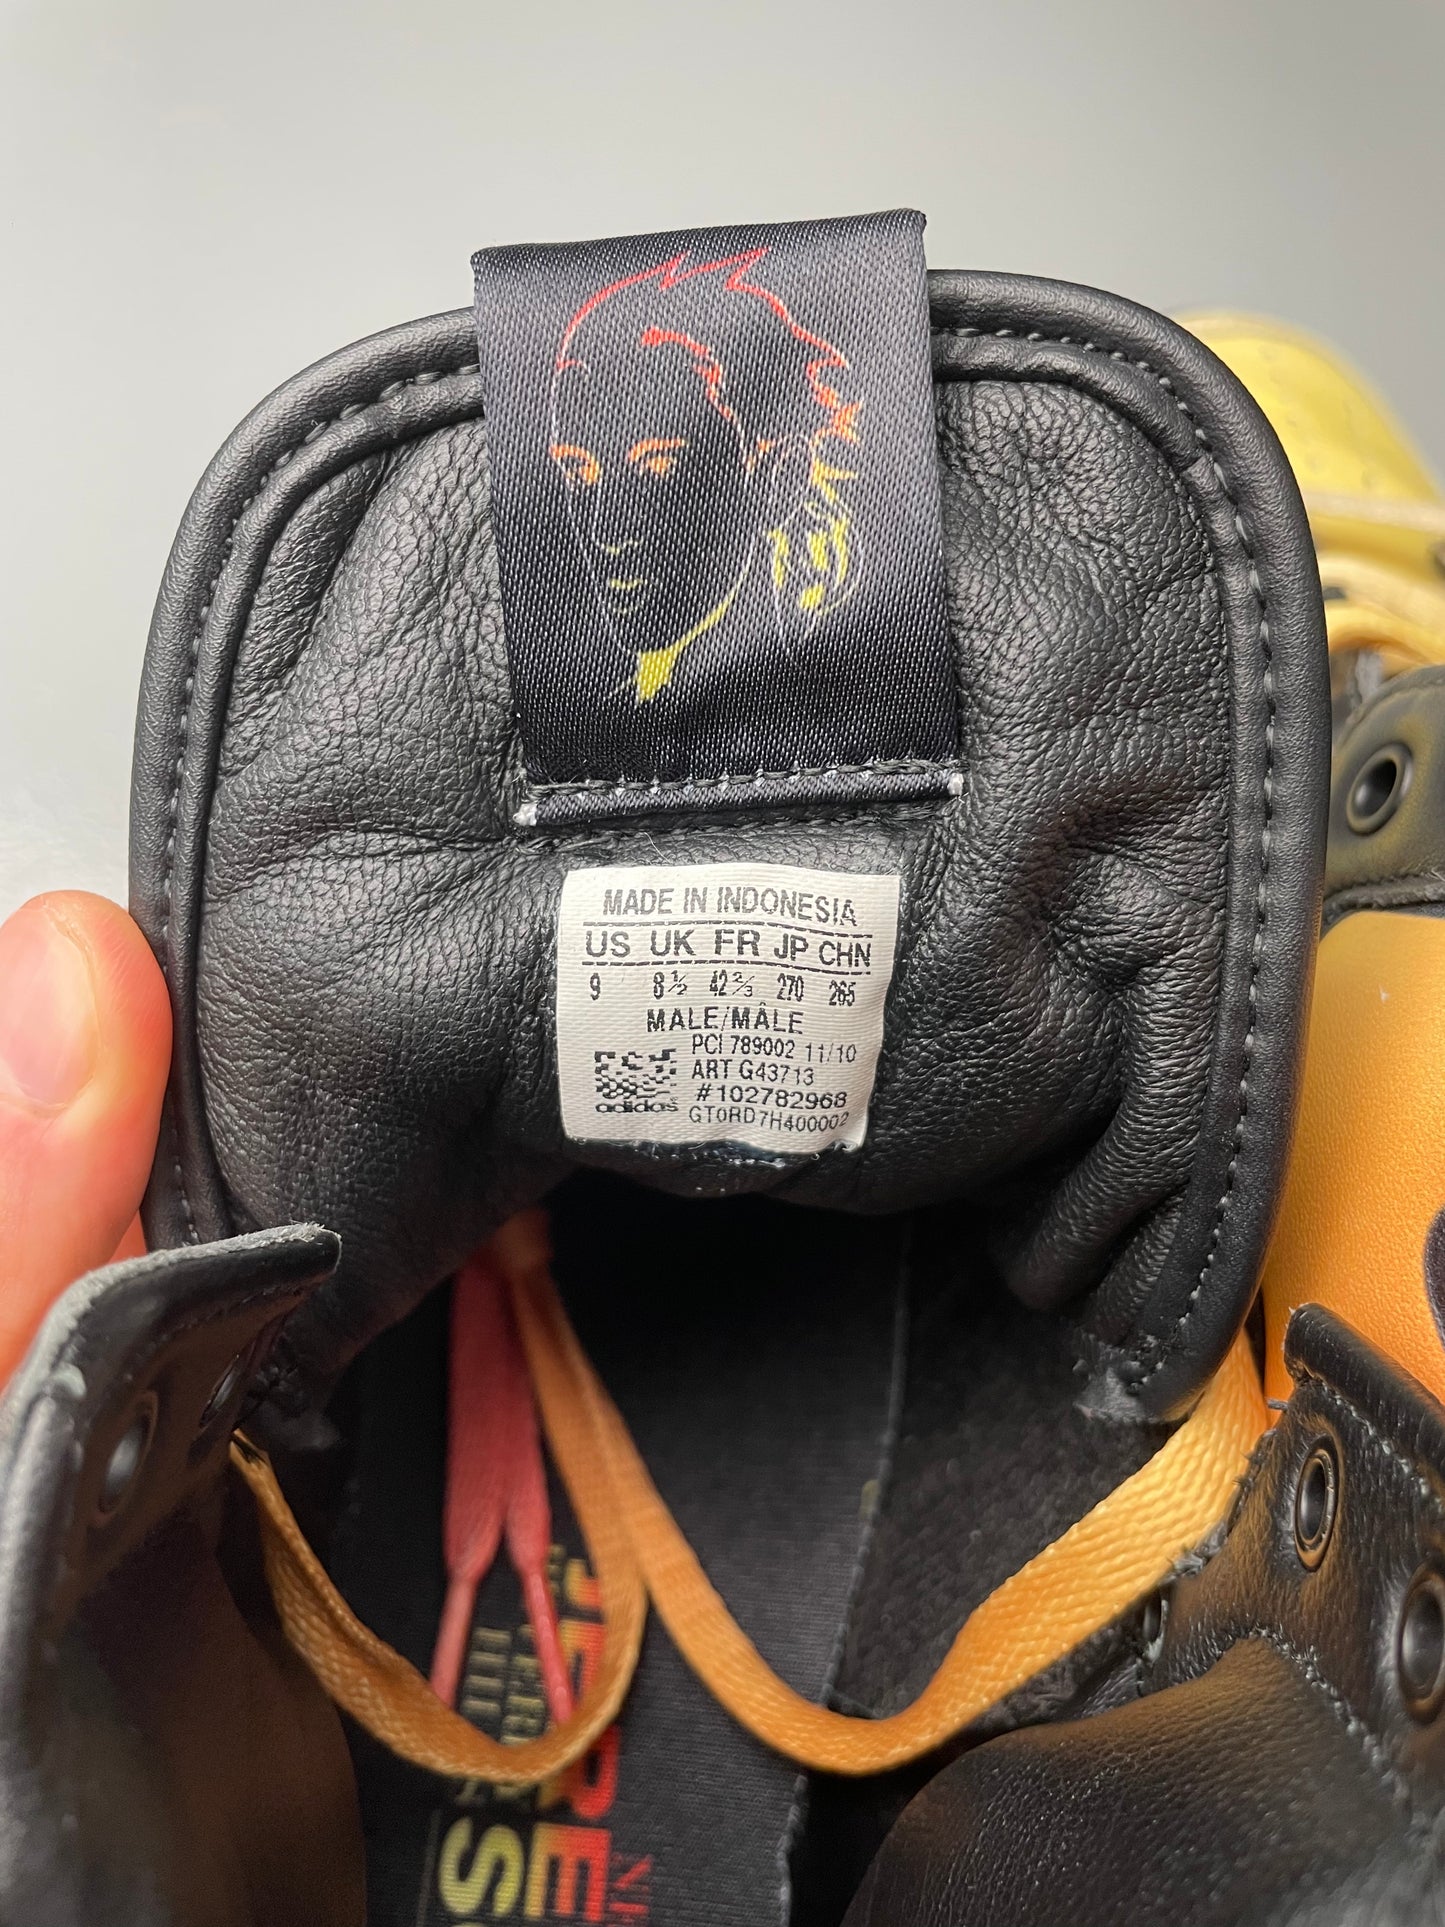 MADE IN INDONESIA
US UK FR JP CHN
9 8½ 42⅔ 270 265
MALE/MÂLE
PCI 789002 11/10
ART G43713
#102782968
adidas
GT0RD7H400002